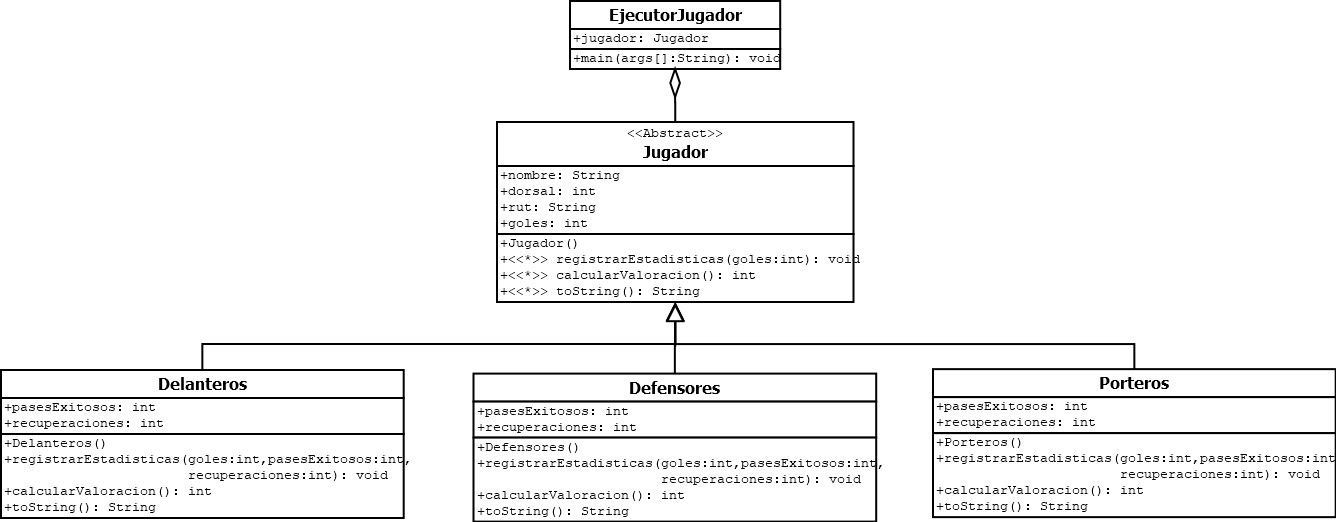 EjecutorJugador
+jugador: Jugador
+main(args[]:String): void
<<Abstract>>
Jugador
+nombre: String
+dorsal: int
+rut: String
+goles: int
+Jugador()
+<<*>> registrarEstadisticas(goles:int): void
+<<*>> calcularValoracion(): int
+<<*>> toString(): String
Delanteros
+pasesExitosos: int
+recuperaciones: int
+Delanteros()
+registrarEstadisticas(goles:int,pasesExitosos:int,
recuperaciones:int): void
+calcularValoracion(): int
+toString(): String
Defensores
+pasesExitosos: int
+recuperaciones: int
+Defensores()
+registrarEstadisticas(goles:int,pasesExitosos:int,
recuperaciones:int): void
+calcularValoracion(): int
+toString(): String
Porteros
+pasesExitosos: int
+recuperaciones: int
+Porteros()
+registrarEstadisticas(goles:int,pasesExitosos:int
recuperaciones:int): void
+calcularValoracion(): int
+toString(): String